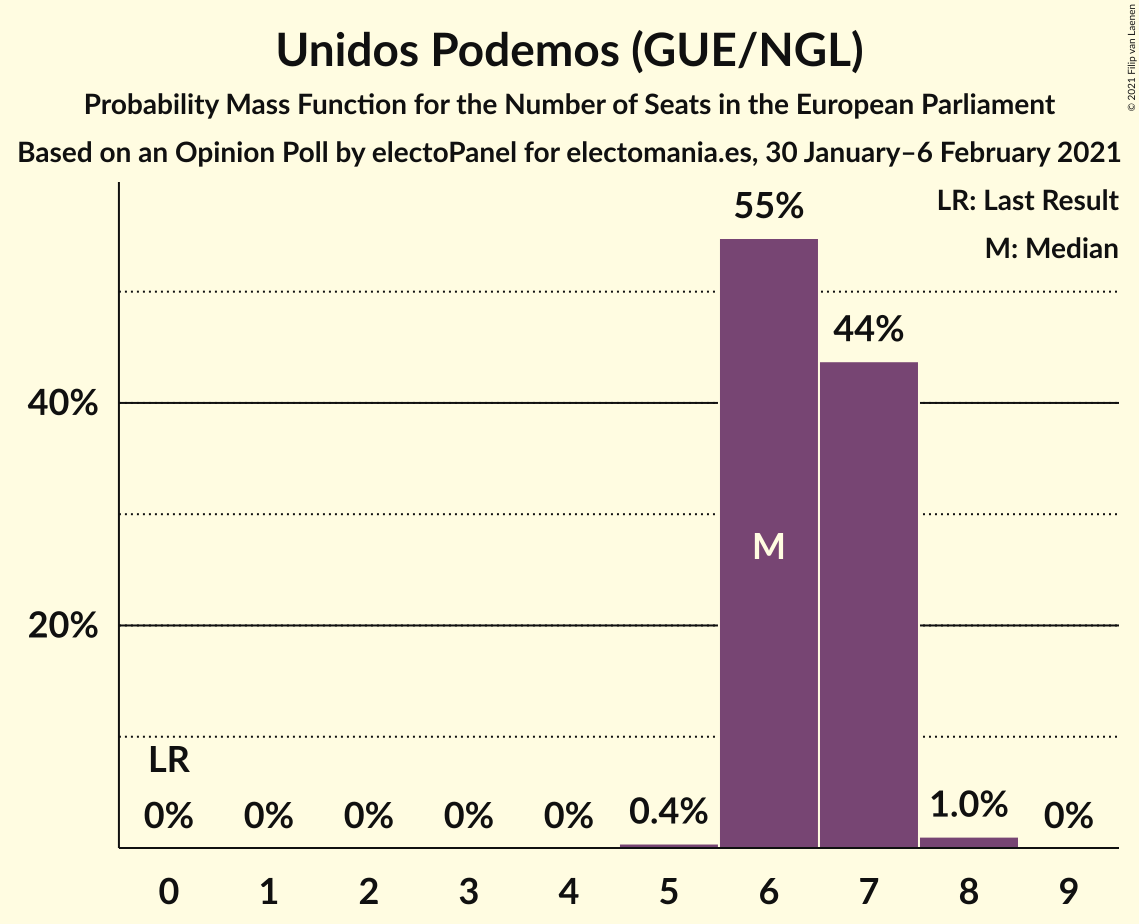 Unidos Podemos (GUE/NGL)
Probability Mass Function for the Number of Seats in the European Parliament
Based on an Opinion Poll by electoPanel for electomania.es, 30 January–6 February 2021
© 2021 Filip van Laenen
LR: Last Result
M: Median
55%
44%
40%
M
20%
LR
0% 0% 0% 0% 0% 0.4% 1.0% 0%
0 1 2 3 4 5 6 7 8 9